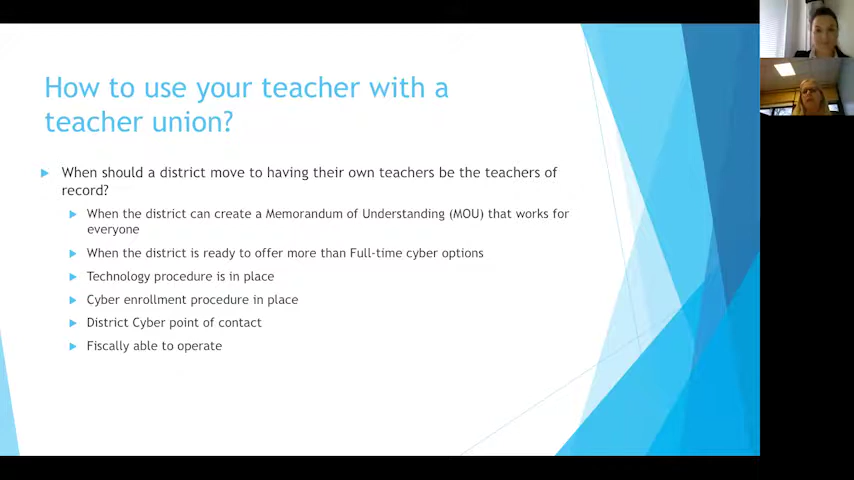 How to use your teacher with a
teacher union?
When should a district move to having their own teachers be the teachers of
record?
When the district can create a Memorandum of Understanding (MOU) that works for
everyone
When the district is ready to offer more than Full-time cyber options
Technology procedure is in place
Cyber enrollment procedure in place
District Cyber point of contact
Fiscally able to operate